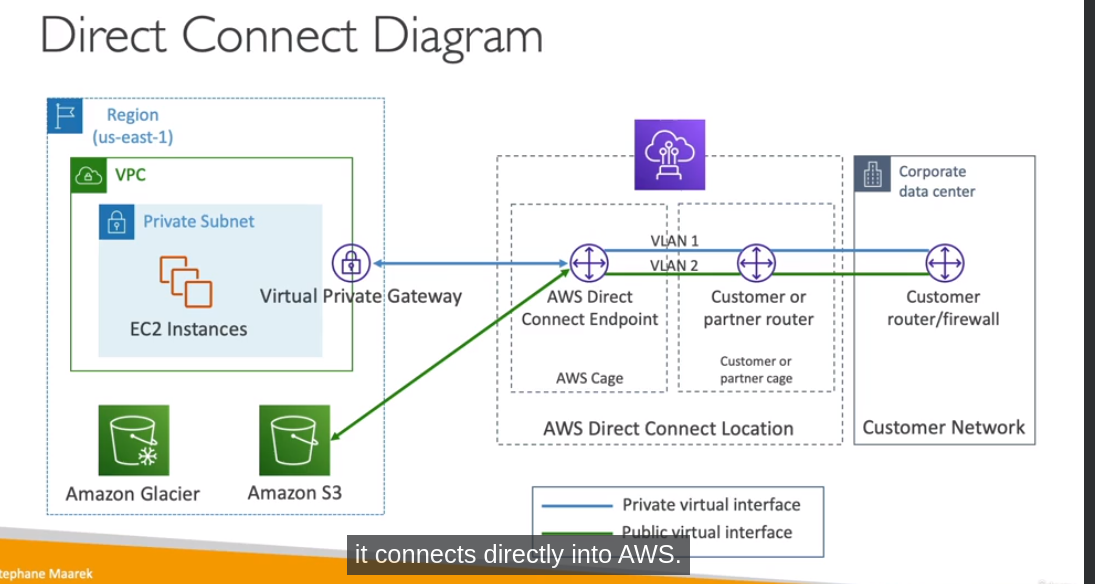 Direct Connect Diagram
Region
(us-east-1)
VPC
Private Subnet
EC2 Instances
Virtual Private Gateway
Amazon Glacier
Amazon S3
VLAN 1
VLAN 2
AWS Direct
Connect Endpoint
AWS Cage
Customer or
partner router
Customer or
partner cage
AWS Direct Connect Location
Corporate
data center
Customer
router/firewall
Customer Network
Private virtual interface
Public virtual interface
it connects directly into AWS.
tephane Maarek